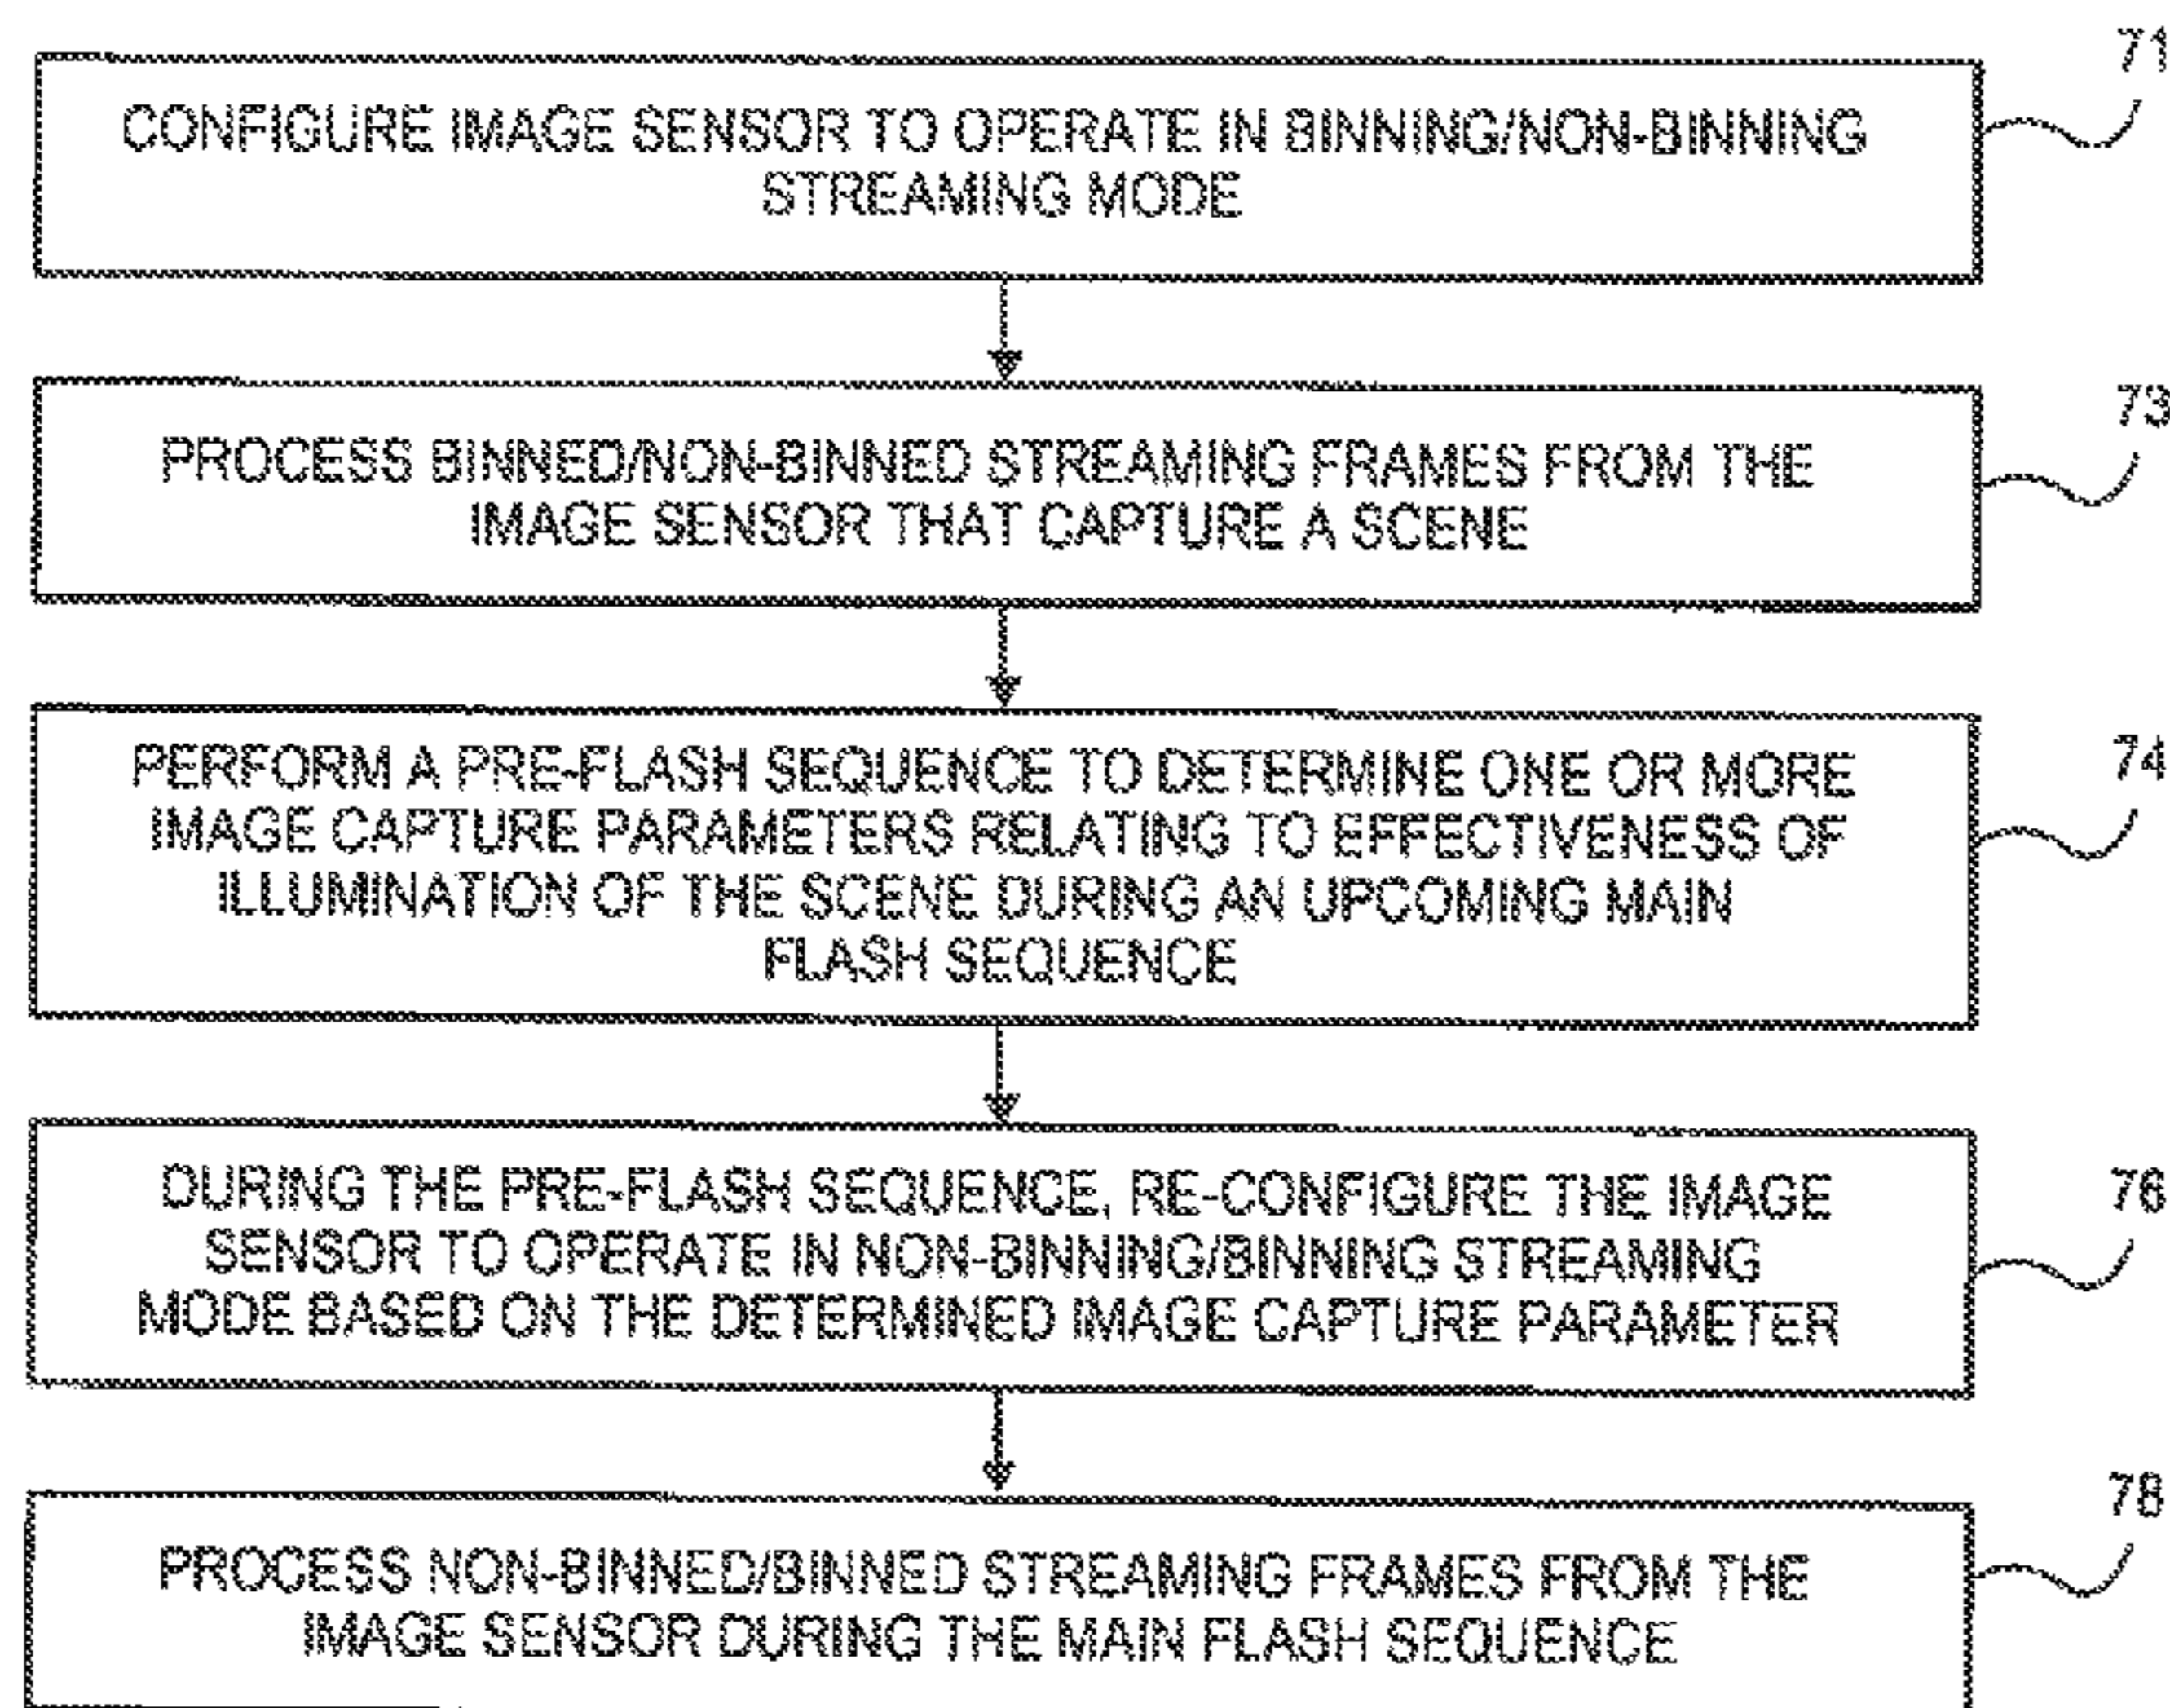 71
CONFIGURE IMAGE SENSOR TO OPERATE IN BINNING/NON-BINNING
STREAMING MODE
73
PROCESS BINNED/NON-BINNED STREAMING FRAMES FROM THE
IMAGE SENSOR THAT CAPTURE A SCENE
74
PERFORM A PRE-FLASH SEQUENCE TO DETERMINE ONE OR MORE
IMAGE CAPTURE PARAMETERS RELATING TO EFFECTIVENESS OF
ILLUMINATION OF THE SCENE DURING AN UPCOMING MAIN
FLASH SEQUENCE
76
DURING THE PRE-FLASH SEQUENCE, RE-CONFIGURE THE IMAGE
SENSOR TO OPERATE IN NON-BINNING/BINNING STREAMING
MODE BASED ON THE DETERMINED IMAGE CAPTURE PARAMETER
78
PROCESS NON-BINNED/BINNED STREAMING FRAMES FROM THE
IMAGE SENSOR DURING THE MAIN FLASH SEQUENCE